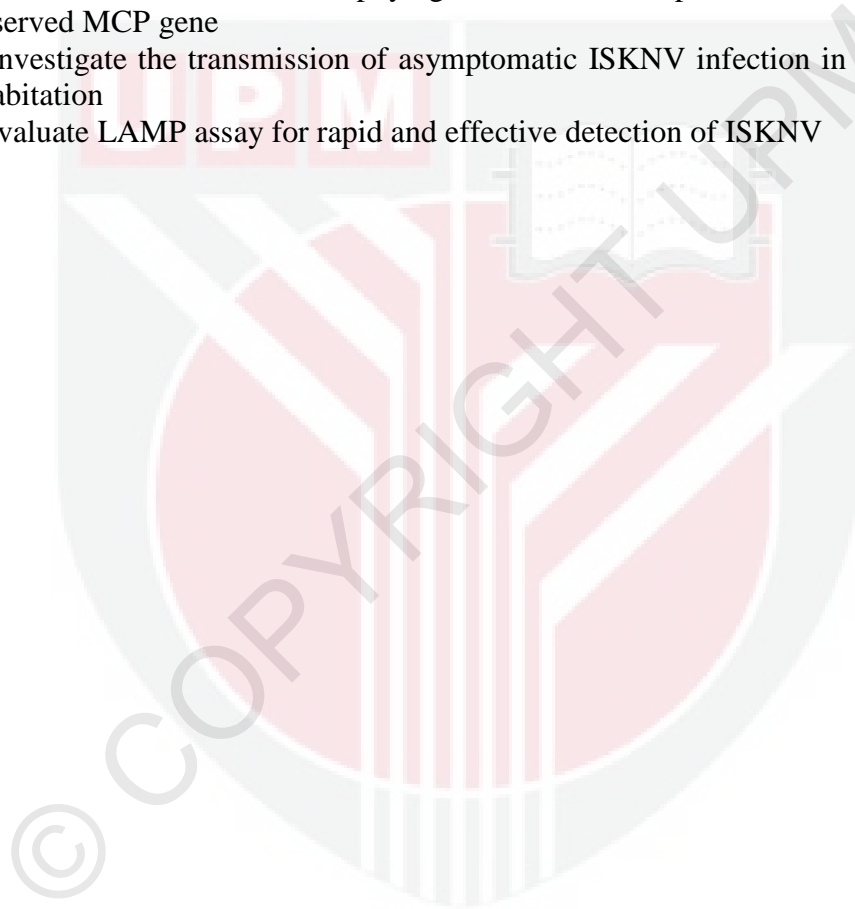 served MCP gene
nvestigate the transmission of asymptomatic ISKNV infection in
abitation
valuate LAMP assay for rapid and effective detection of ISKNV
UPM
© COPYRIGHT UPM